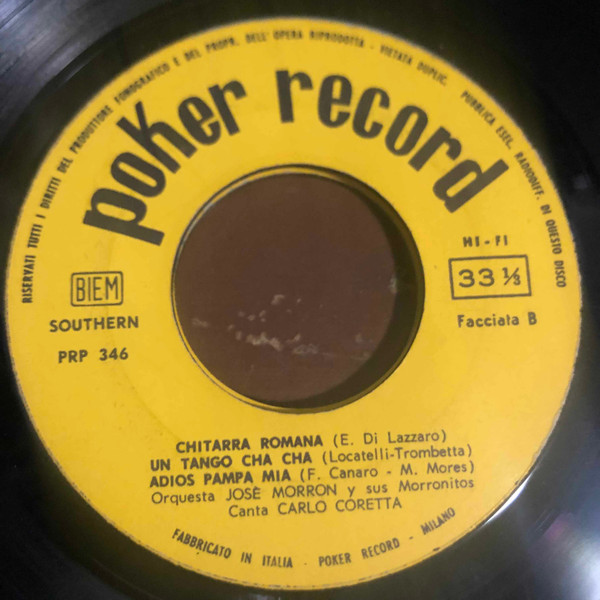 RISERVATI TUTTI I DIRITTI DEL PRODUTTORE FONOGRAFICO E DEL PROPR. DELL'OPERA RIPRODOTTA - VIETATA DUPLIC. PUBBLICA ESEC. RADIODIFF. DI QUESTO DISCO
poker record
HI-FI
33 1/3
Facciata B
BIEM
SOUTHERN
PRP 346
CHITARRA ROMANA (E. Di Lazzaro)
UN TANGO CHA CHA (Locatelli-Trombetta)
ADIOS PAMPA MIA (F. Canaro - M. Mores)
Orquesta JOSÈ MORRON y sus Morronitos
Canta CARLO CORETTA
FABBRICATO IN ITALIA - POKER RECORD - MILANO